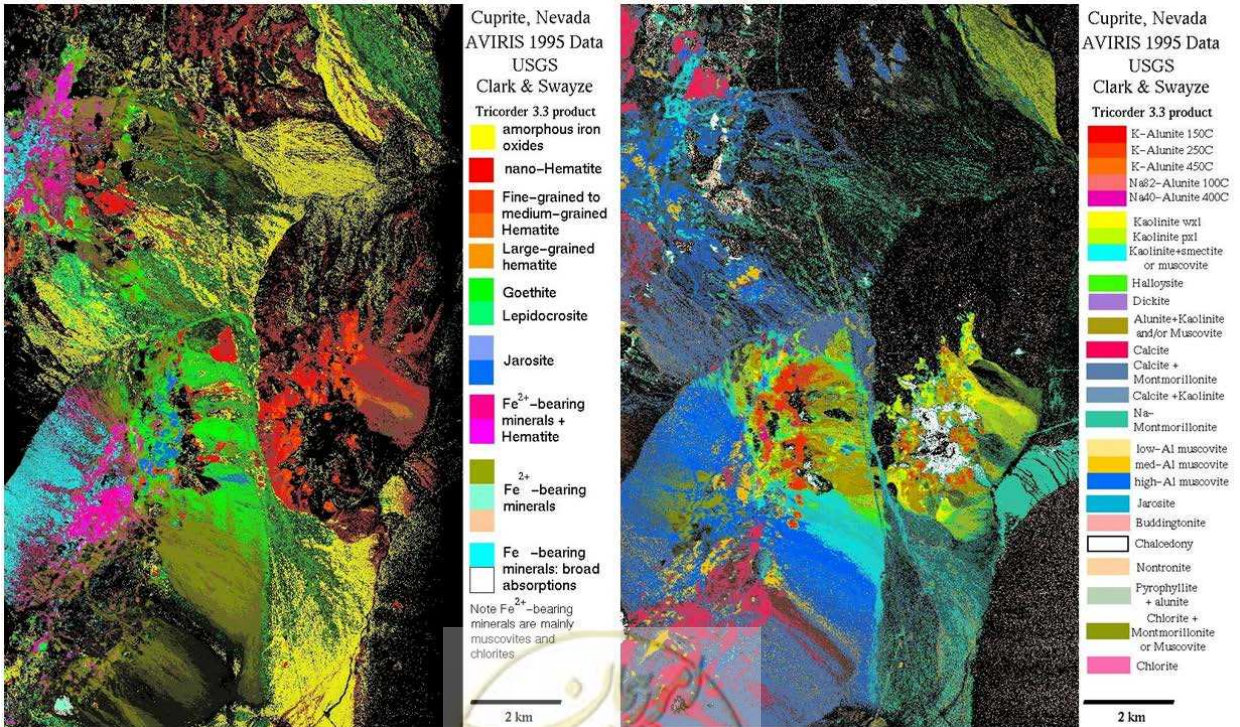 Cuprite, Nevada
AVIRIS 1995 Data
USGS
Clark & Swayze
Tricorder 3.3 product
amorphous iron
oxides
nano-Hematite
Fine-grained to
medium-grained
Hematite
Large-grained
hematite
Goethite
Lepidocrosite
Jarosite
Fe2+-bearing
minerals +
Hematite
2+
Fe -bearing
minerals
Fe -bearing
minerals: broad
absorptions
Note Fe2+-bearing
minerals are mainly
muscovites and
chlorites
2 km
Cuprite, Nevada
AVIRIS 1995 Data
USGS
Clark & Swayze
Tricorder 3.3 product
K-Alunite 150C
K-Alunite 250C
K-Alunite 450C
Na82-Alunite 100C
Na40-Alunite 400C
Kaolinite wxl
Kaolinite pxl
Kaolinite+smectite
or muscovite
Halloysite
Dickite
Alunite+Kaolinite
and/or Muscovite
Calcite
Calcite +
Montmorillonite
Calcite +Kaolinite
Na-
Montmorillonite
low-Al muscovite
med-Al muscovite
high-Al muscovite
Jarosite
Buddingtonite
Chalcedony
Nontronite
Pyrophyllite
+ alunite
Chlorite +
Montmorillonite
or Muscovite
Chlorite
2 km